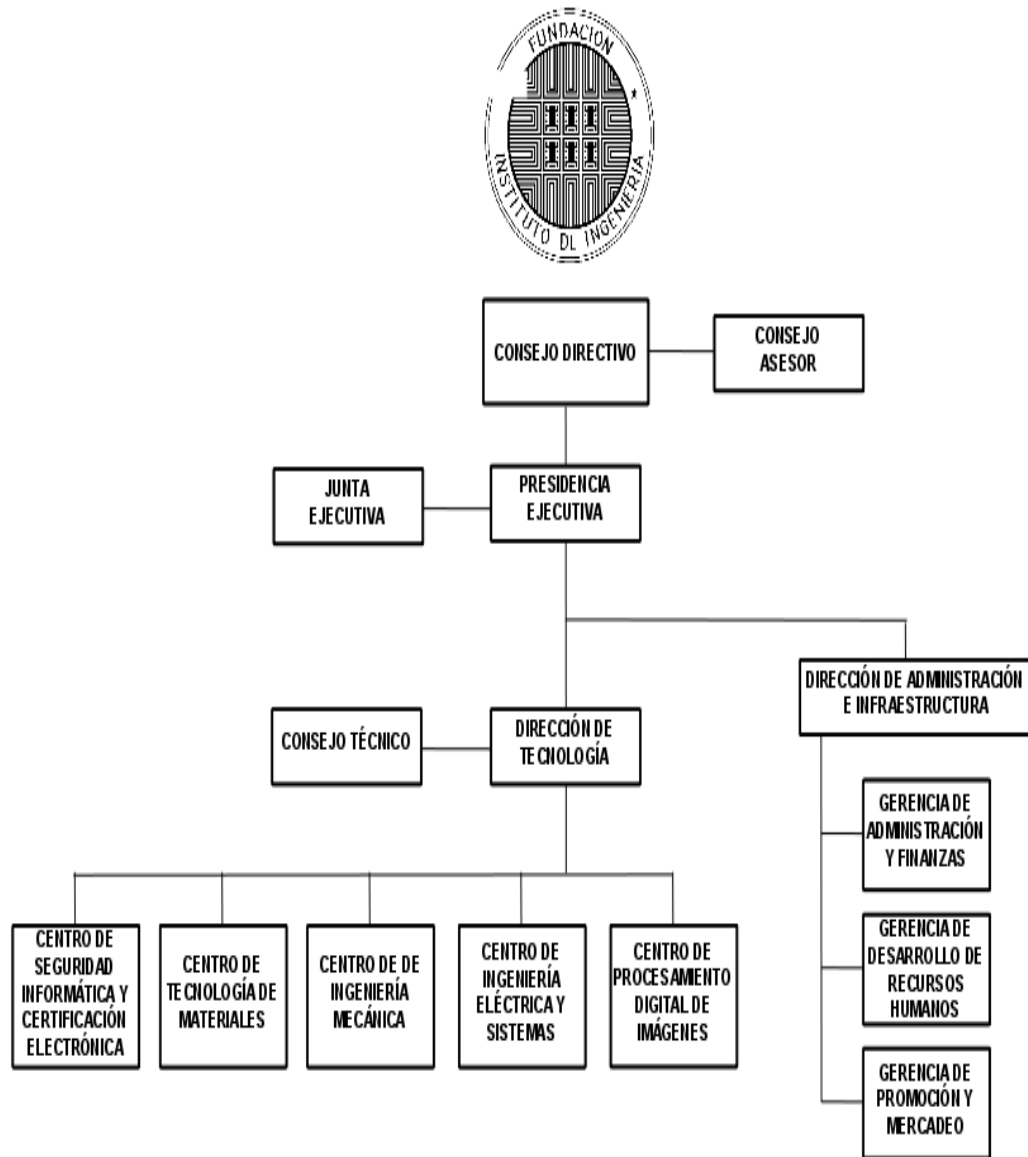 FUNDACION
INSTITUTO DE INGENIERIA
CONSEJO DIRECTIVO
CONSEJO
ASESOR
JUNTA
EJECUTIVA
PRESIDENCIA
EJECUTIVA
DIRECCIÓN DE ADMINISTRACIÓN
E INFRAESTRUCTURA
CONSEJO TÉCNICO
DIRECCIÓN DE
TECNOLOGÍA
GERENCIA DE
ADMINISTRACIÓN
Y FINANZAS
CENTRO DE
SEGURIDAD
INFORMÁTICA Y
CERTIFICACIÓN
ELECTRÓNICA
CENTRO DE
TECNOLOGÍA DE
MATERIALES
CENTRO DE DE
INGENIERÍA
MECÁNICA
CENTRO DE
INGENIERÍA
ELÉCTRICA Y
SISTEMAS
CENTRO DE
PROCESAMIENTO
DIGITAL DE
IMÁGENES
GERENCIA DE
DESARROLLO DE
RECURSOS
HUMANOS
GERENCIA DE
PROMOCIÓN Y
MERCADEO